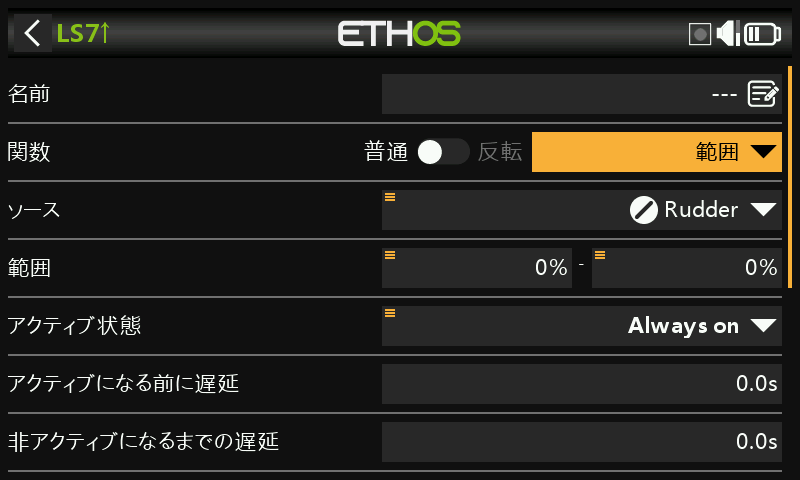 LS7↑ ETHOS
名前 ---
関数 普通 反転 範囲
ソース Rudder
範囲 0% - 0%
アクティブ状態 Always on
アクティブになる前に遅延 0.0s
非アクティブになるまでの遅延 0.0s